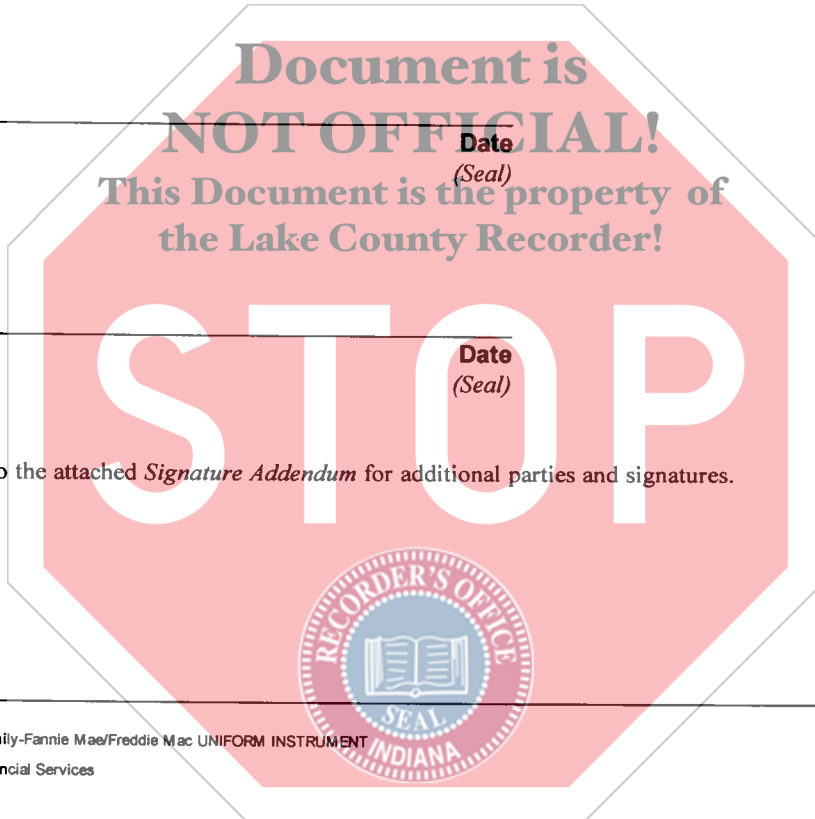 Document is
NOT OFFICIAL!
Date
(Seal)
This Document is the property of
the Lake County Recorder!
STOP
Date
(Seal)
the attached Signature Addendum for additional parties and signatures.
RECORDER'S OFFICE
SEAL
INDIANA
ily-Fannie Mae/Freddie Mac UNIFORM INSTRUMENT
ncial Services